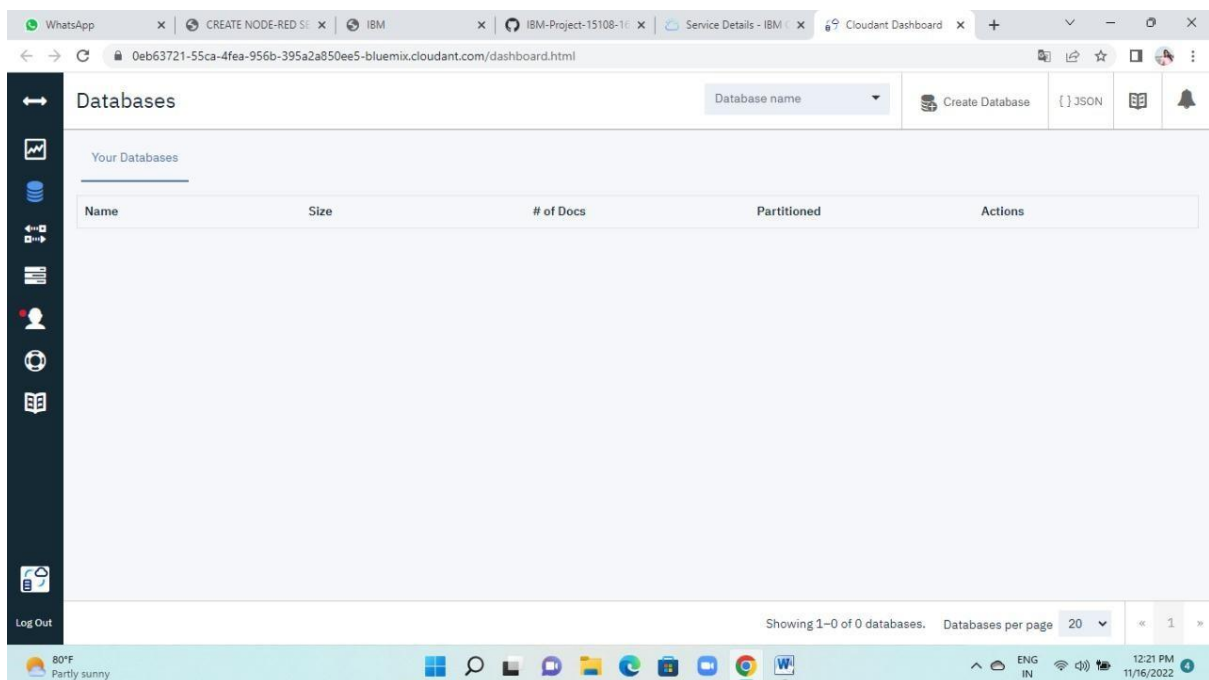 WhatsApp
CREATE NODE-RED SE
IBM
IBM-Project-15108-16
Service Details - IBM C
Cloudant Dashboard
0eb63721-55ca-4fea-956b-395a2a850ee5-bluemix.cloudant.com/dashboard.html
Databases
Database name
Create Database
{ } JSON
Your Databases
Name Size # of Docs Partitioned Actions
Log Out
Showing 1–0 of 0 databases. Databases per page 20 « 1 »
80°F
Partly sunny
ENG
IN
12:21 PM
11/16/2022
4